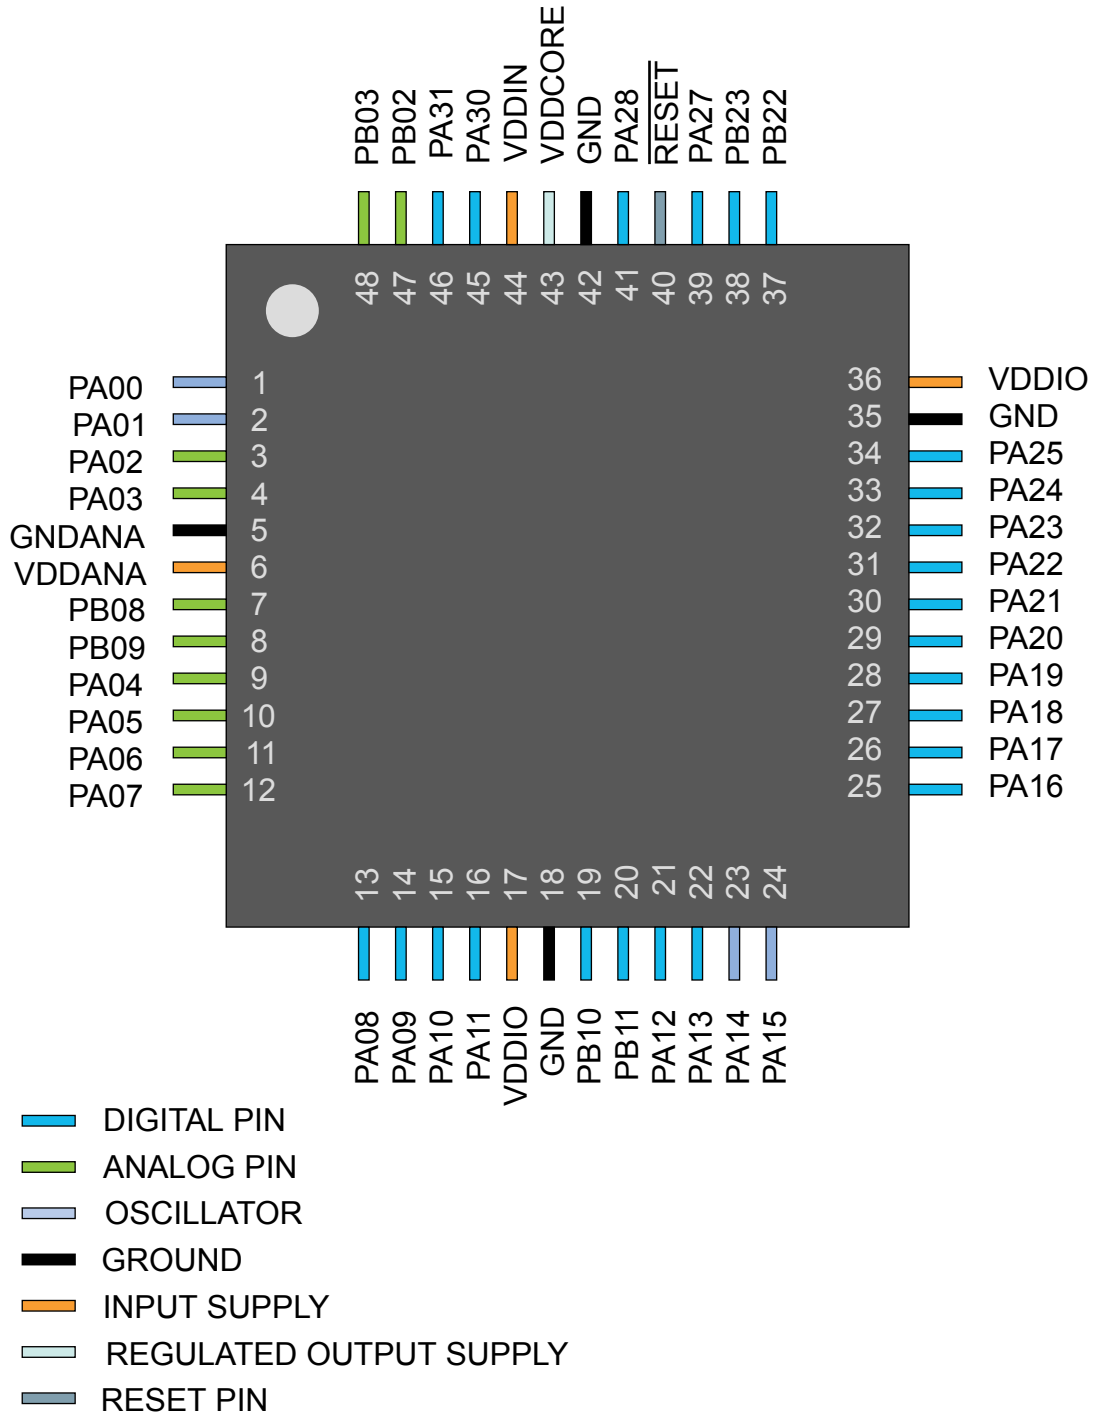 PB03
PB02
PA31
PA30
VDDIN
VDDCORE
GND
PA28
RESET
PA27
PB23
PB22
48
47
46
45
44
43
42
41
40
39
38
37
PA00 1
PA01 2
PA02 3
PA03 4
GNDANA 5
VDDANA 6
PB08 7
PB09 8
PA04 9
PA05 10
PA06 11
PA07 12
36 VDDIO
35 GND
34 PA25
33 PA24
32 PA23
31 PA22
30 PA21
29 PA20
28 PA19
27 PA18
26 PA17
25 PA16
13
14
15
16
17
18
19
20
21
22
23
24
PA08
PA09
PA10
PA11
VDDIO
GND
PB10
PB11
PA12
PA13
PA14
PA15
DIGITAL PIN
ANALOG PIN
OSCILLATOR
GROUND
INPUT SUPPLY
REGULATED OUTPUT SUPPLY
RESET PIN